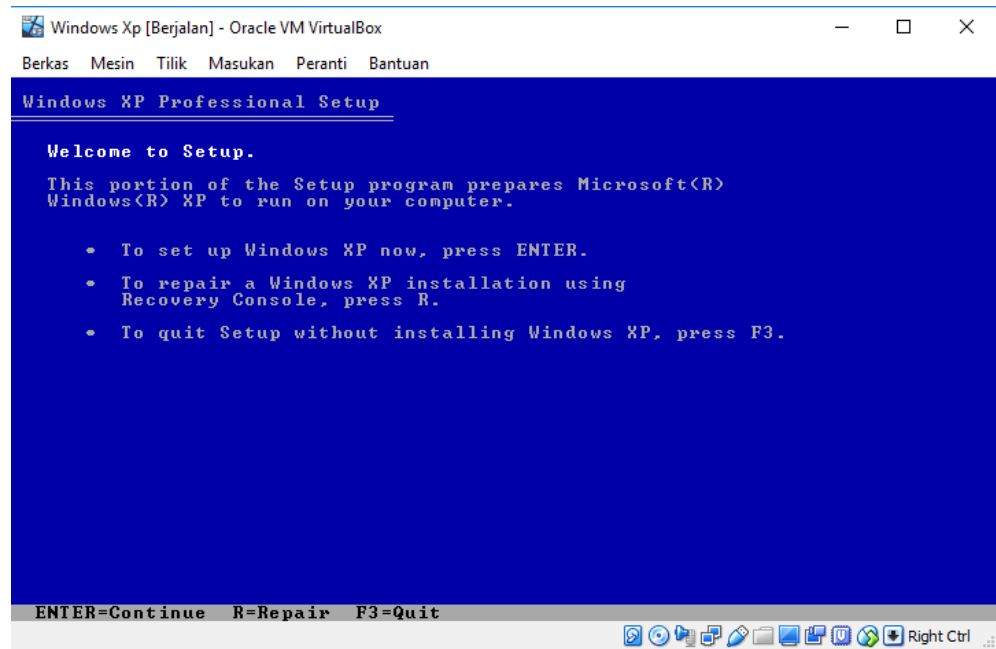 Windows Xp [Berjalan] - Oracle VM VirtualBox
Berkas Mesin Tilik Masukan Peranti Bantuan
Windows XP Professional Setup
Welcome to Setup.
This portion of the Setup program prepares Microsoft(R)
Windows(R) XP to run on your computer.
• To set up Windows XP now, press ENTER.
• To repair a Windows XP installation using
Recovery Console, press R.
• To quit Setup without installing Windows XP, press F3.
ENTER=Continue R=Repair F3=Quit
Right Ctrl